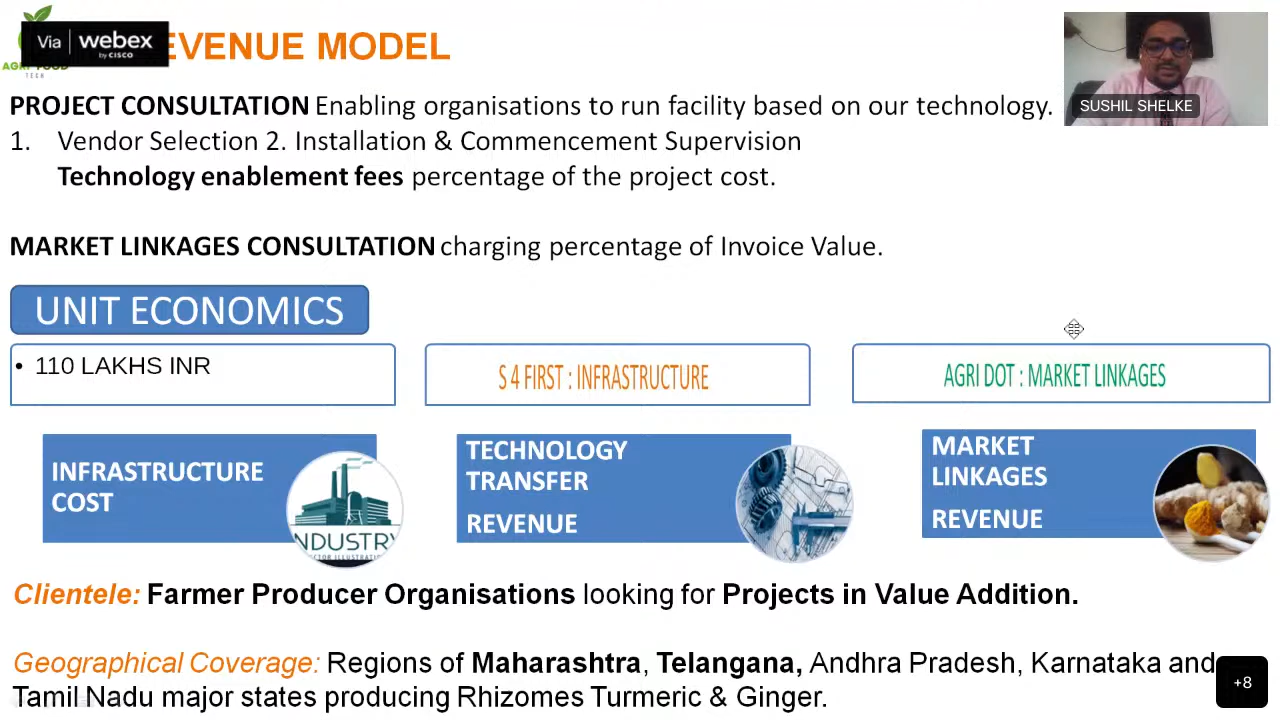 Via webex
by CISCO
EVENUE MODEL
TECH
SUSHIL SHELKE
PROJECT CONSULTATION Enabling organisations to run facility based on our technology.
1. Vendor Selection 2. Installation & Commencement Supervision
Technology enablement fees percentage of the project cost.
MARKET LINKAGES CONSULTATION charging percentage of Invoice Value.
UNIT ECONOMICS
• 110 LAKHS INR
S 4 FIRST : INFRASTRUCTURE
AGRI DOT : MARKET LINKAGES
INFRASTRUCTURE
COST
NDUSTRY
TECHNOLOGY
TRANSFER
REVENUE
MARKET
LINKAGES
REVENUE
Clientele: Farmer Producer Organisations looking for Projects in Value Addition.
Geographical Coverage: Regions of Maharashtra, Telangana, Andhra Pradesh, Karnataka and
Tamil Nadu major states producing Rhizomes Turmeric & Ginger.
+8